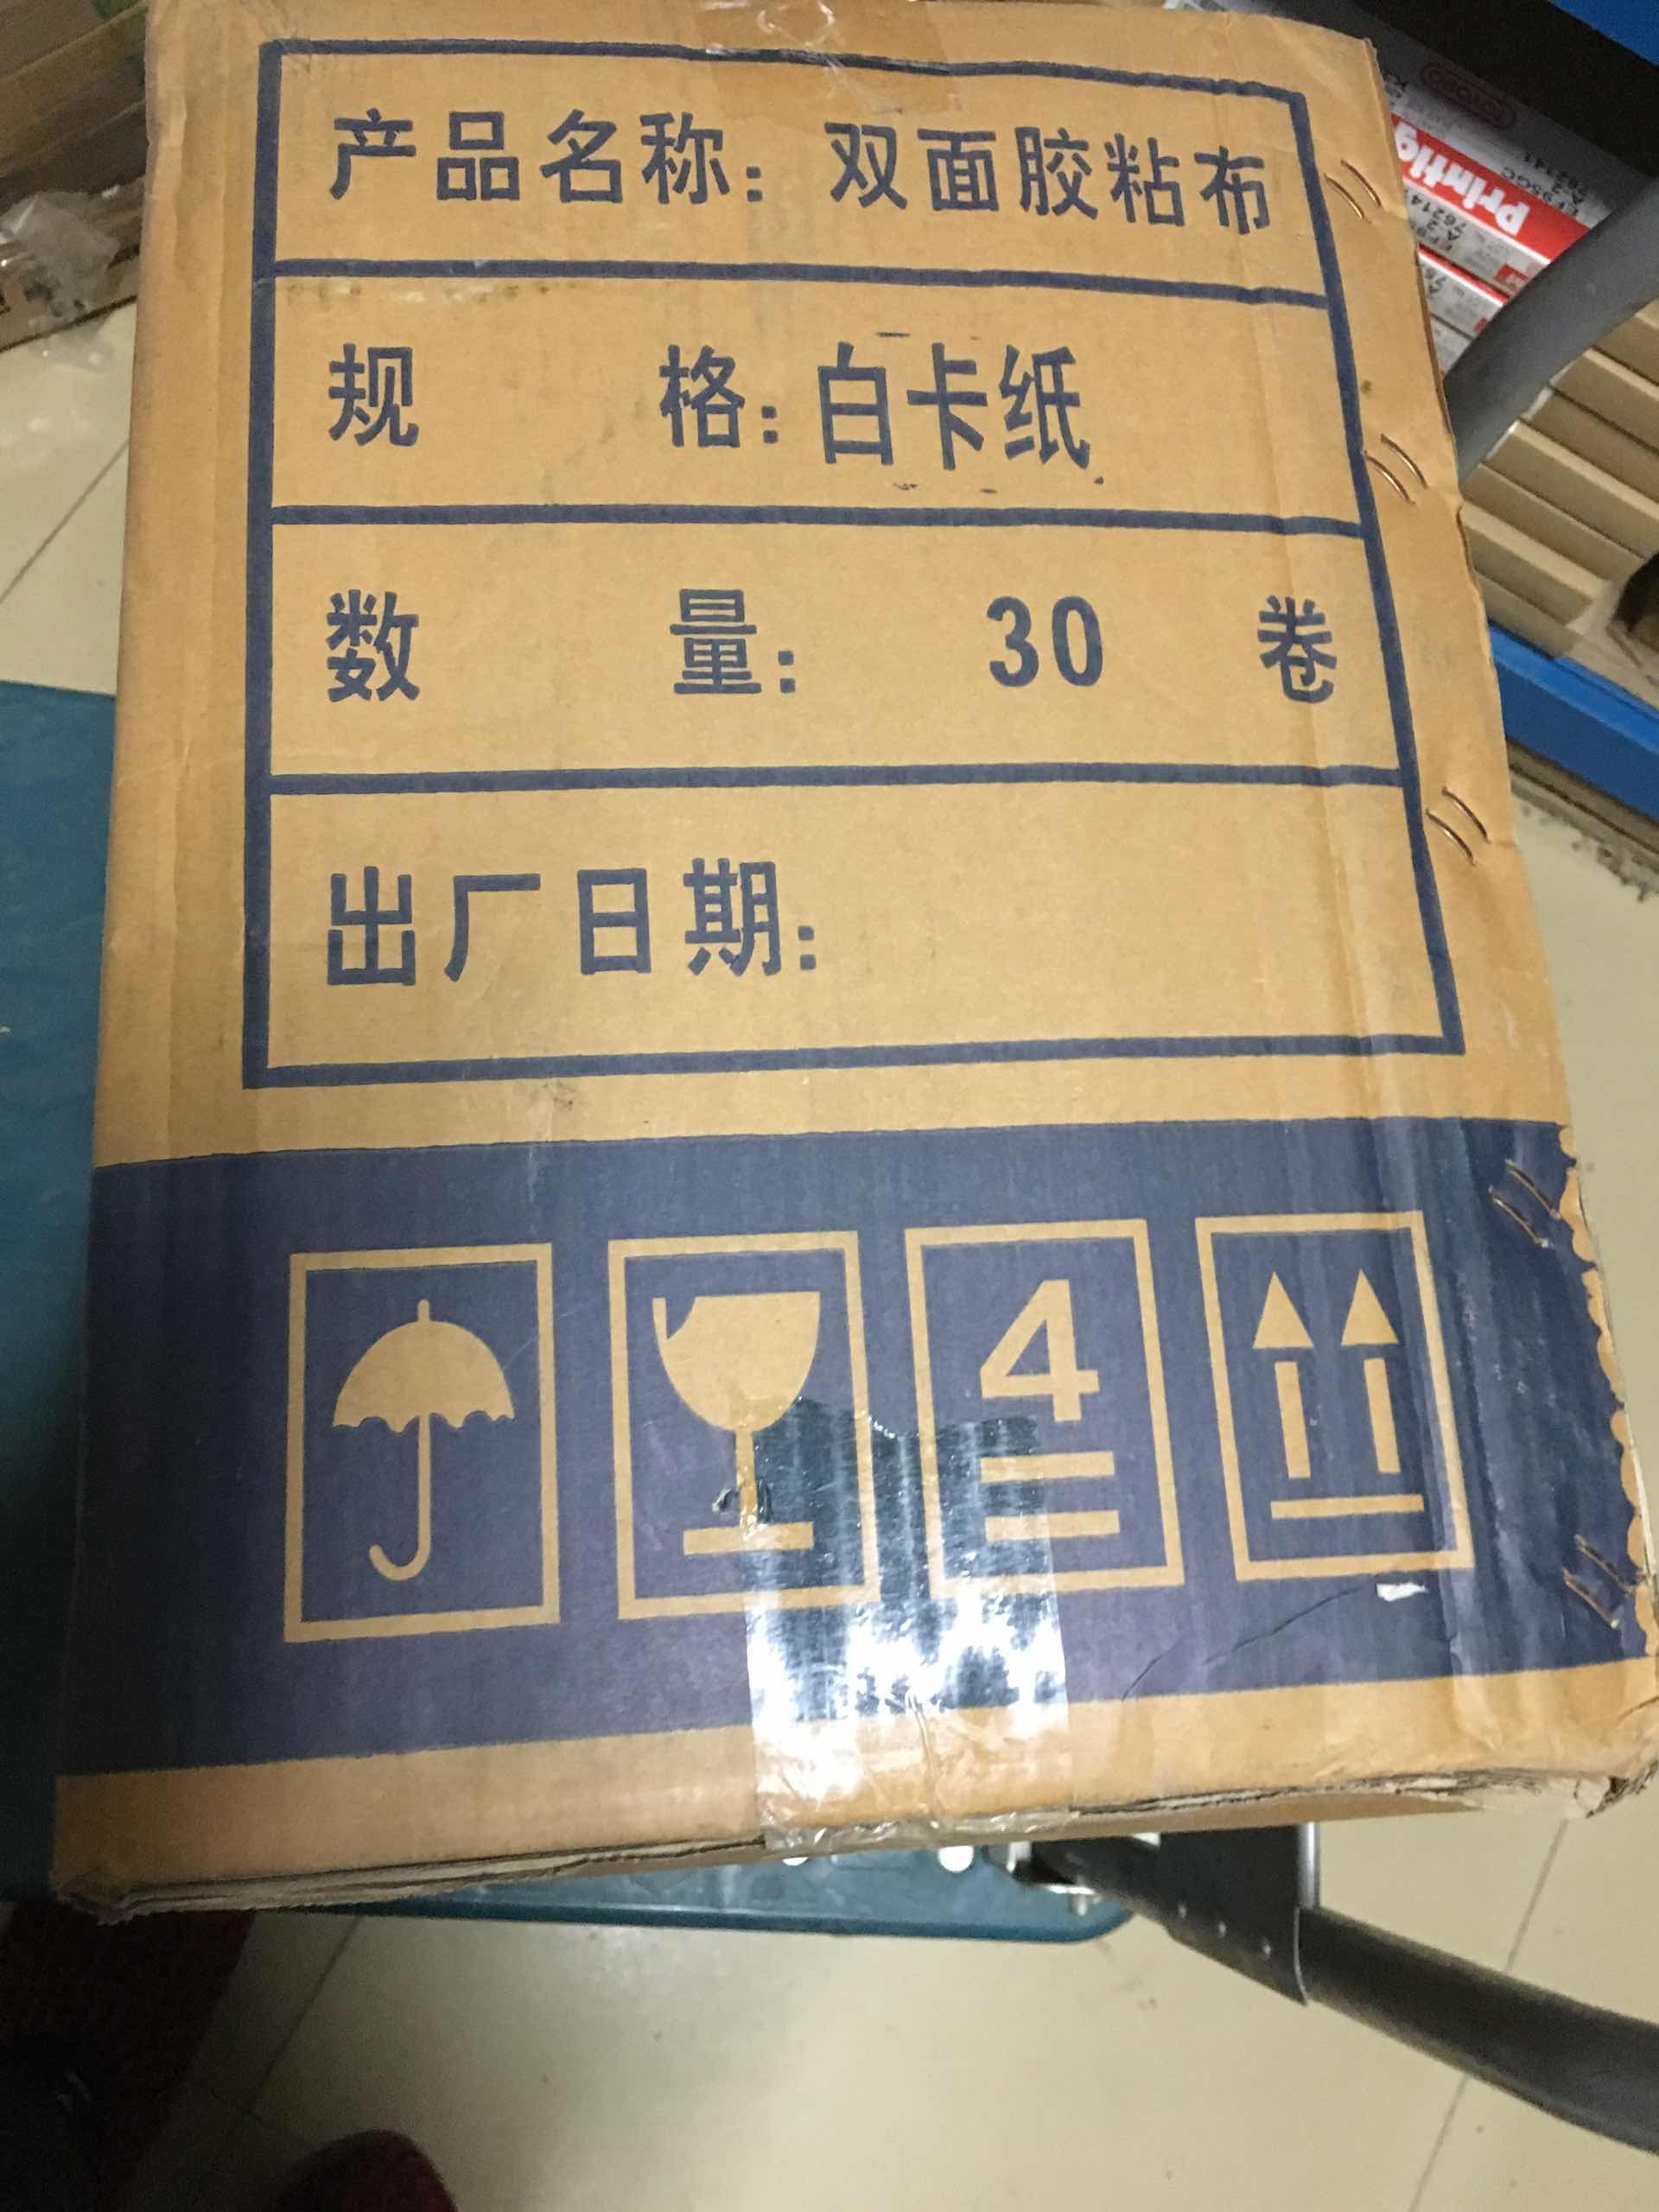 产品名称：双面胶粘布
规 格：白卡纸
数 量： 30 卷
出厂日期：
4
Printig